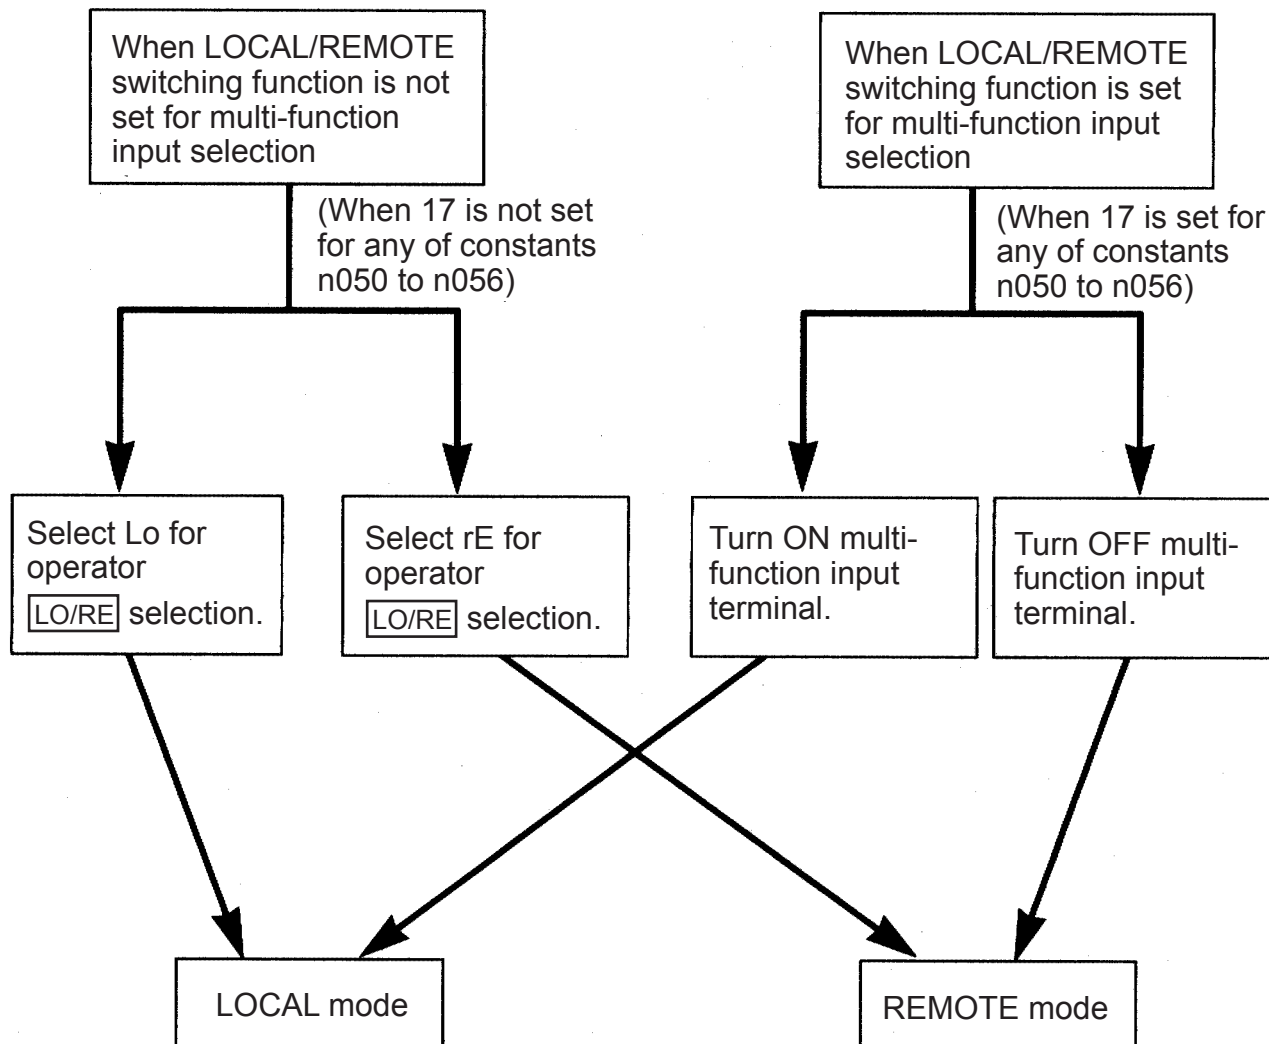 When LOCAL/REMOTE
switching function is not
set for multi-function
input selection
When LOCAL/REMOTE
switching function is set
for multi-function input
selection
(When 17 is not set
for any of constants
n050 to n056)
(When 17 is set for
any of constants
n050 to n056)
Select Lo for
operator
LO/RE selection.
Select rE for
operator
LO/RE selection.
Turn ON multi-
function input
terminal.
Turn OFF multi-
function input
terminal.
LOCAL mode
REMOTE mode